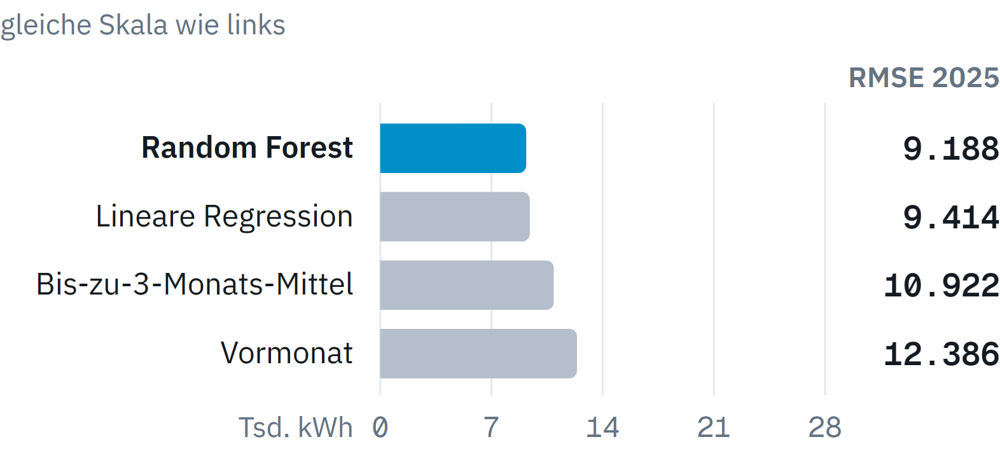 gleiche Skala wie links
RMSE 2025
Random Forest 9.188
Lineare Regression 9.414
Bis-zu-3-Monats-Mittel 10.922
Vormonat 12.386
Tsd. kWh 0 7 14 21 28